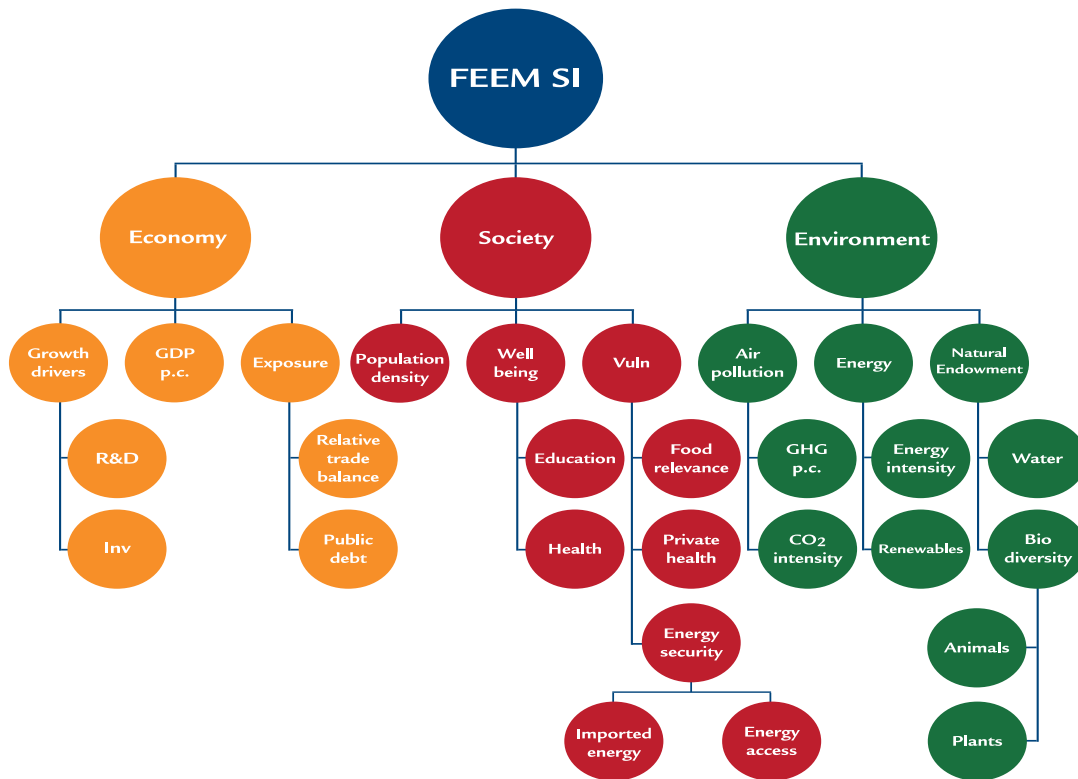 FEEM SI
Economy
Society
Environment
Growth
drivers
GDP
p.c.
Exposure
Population
density
Well
being
Vuln
Air
pollution
Energy
Natural
Endowment
R&D
Relative
trade
balance
Education
Food
relevance
GHG
p.c.
Energy
intensity
Water
Inv
Public
debt
Health
Private
health
CO2
intensity
Renewables
Bio
diversity
Energy
security
Animals
Imported
energy
Energy
access
Plants